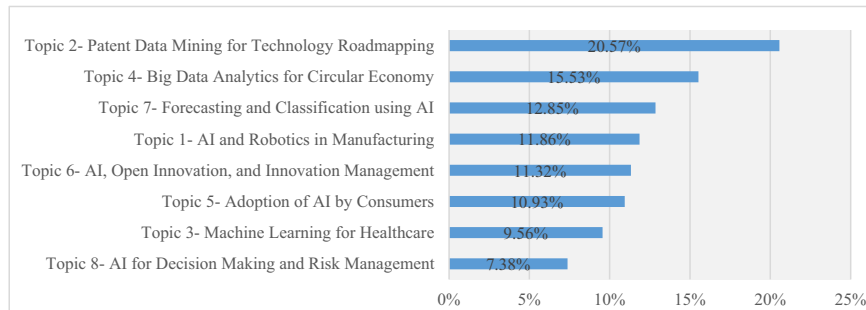 Topic 2- Patent Data Mining for Technology Roadmapping 20.57%
Topic 4- Big Data Analytics for Circular Economy 15.53%
Topic 7- Forecasting and Classification using AI 12.85%
Topic 1- AI and Robotics in Manufacturing 11.86%
Topic 6- AI, Open Innovation, and Innovation Management 11.32%
Topic 5- Adoption of AI by Consumers 10.93%
Topic 3- Machine Learning for Healthcare 9.56%
Topic 8- AI for Decision Making and Risk Management 7.38%
0% 5% 10% 15% 20% 25%